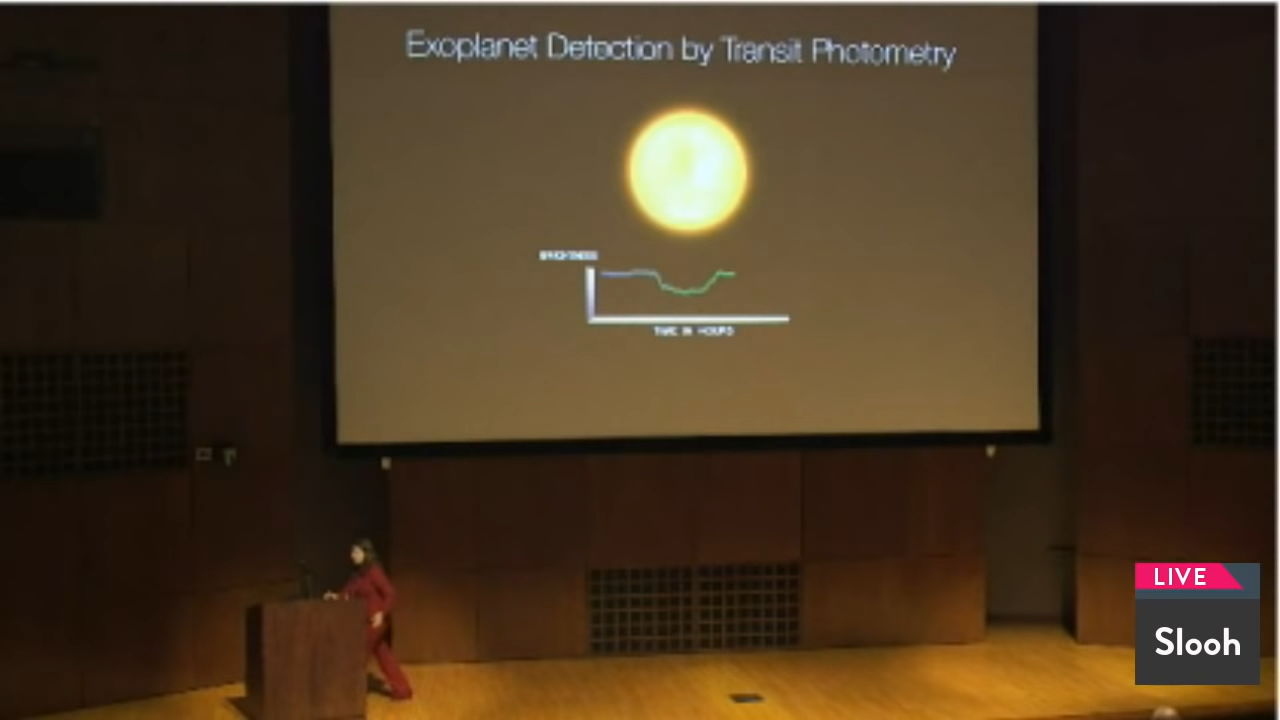 Exoplanet Detection by Transit Photometry
BRIGHTNESS
TIME IN HOURS
LIVE
Slooh